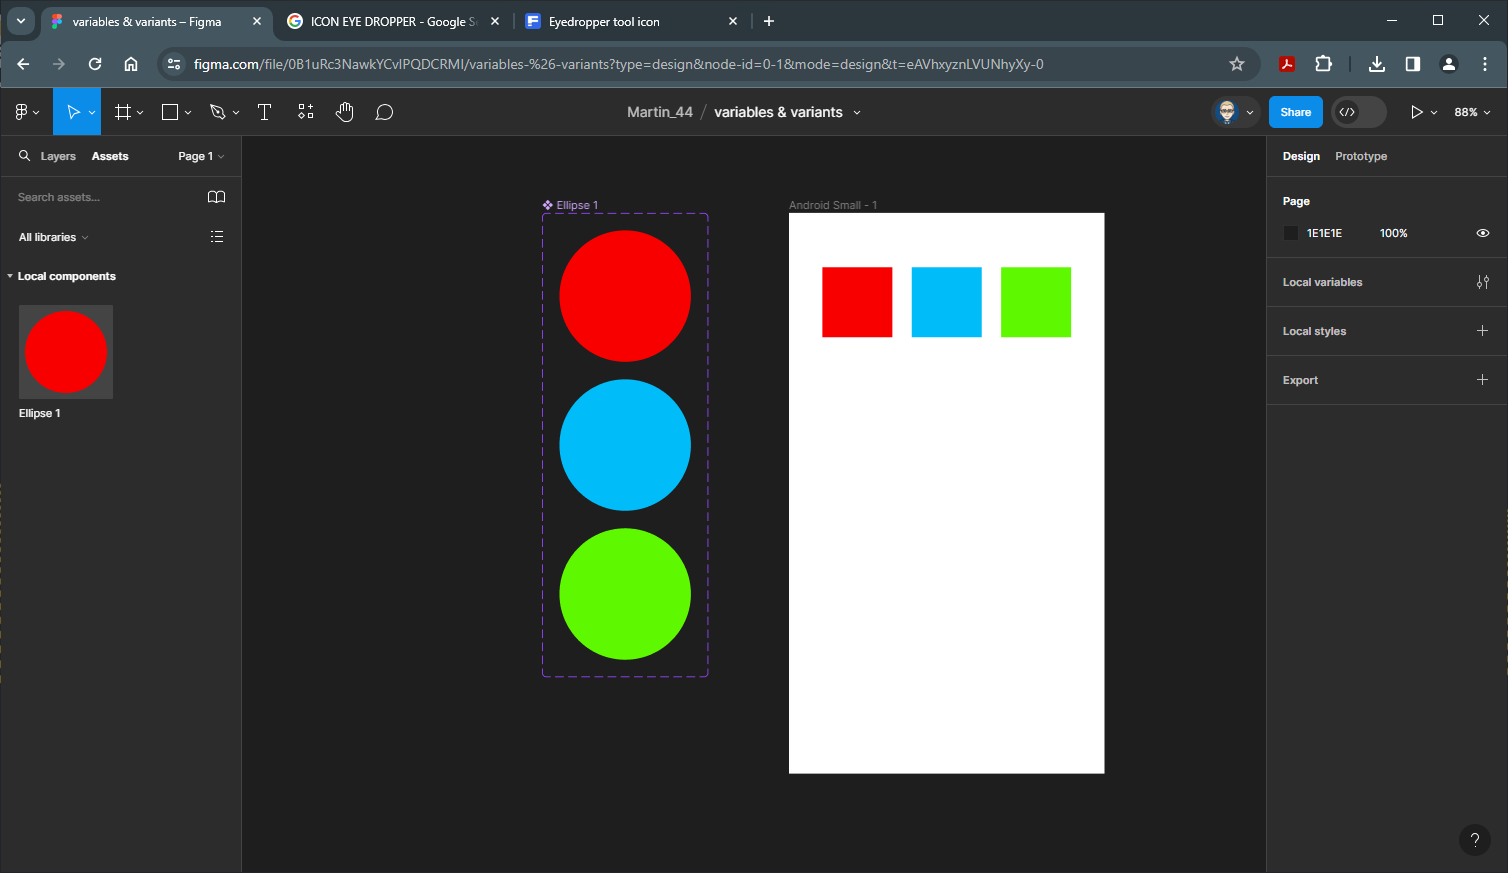 variables & variants – Figma
ICON EYE DROPPER - Google S
Eyedropper tool icon
figma.com/file/0B1uRc3NawkYCvlPQDCRMI/variables-%26-variants?type=design&node-id=0-1&mode=design&t=eAVhxyznLVUNhyXy-0
Martin_44 / variables & variants
Share
88%
Layers
Assets
Page 1
Design
Prototype
Search assets...
All libraries
Local components
Ellipse 1
Ellipse 1
Android Small - 1
Page
1E1E1E
100%
Local variables
Local styles
Export
?